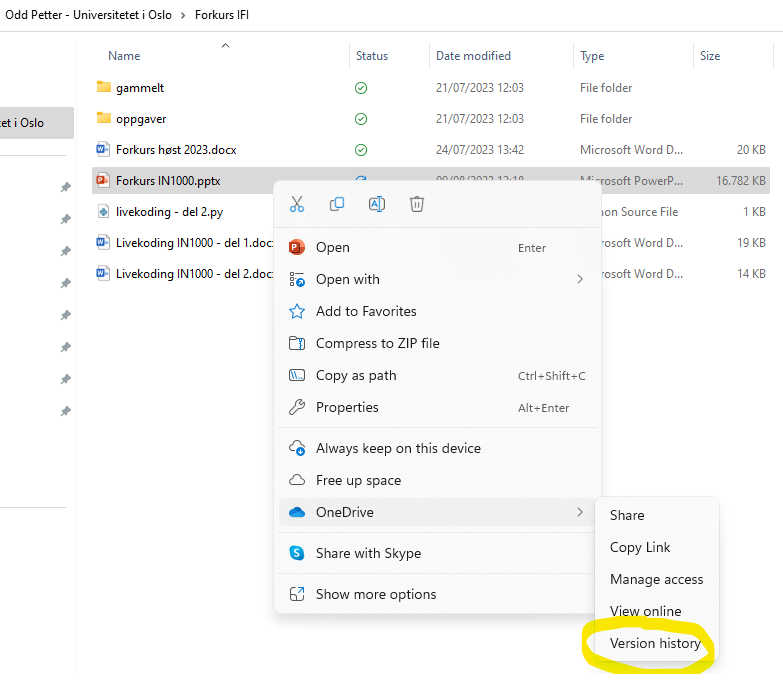 Odd Petter - Universitetet i Oslo > Forkurs IFI
Name Status Date modified Type Size
gammelt 21/07/2023 12:03 File folder
et i Oslo
oppgaver 21/07/2023 12:03 File folder
Forkurs høst 2023.docx 24/07/2023 13:42 Microsoft Word D... 20 KB
Forkurs IN1000.pptx Microsoft PowerP... 16.782 KB
livekoding - del 2.py on Source File 1 KB
Livekoding IN1000 - del 1.doc rosoft Word D... 19 KB
Livekoding IN1000 - del 2.doc rosoft Word D... 14 KB
Open Enter
Open with
Add to Favorites
Compress to ZIP file
Copy as path Ctrl+Shift+C
Properties Alt+Enter
Always keep on this device
Free up space
OneDrive
Share with Skype
Show more options
Share
Copy Link
Manage access
View online
Version history